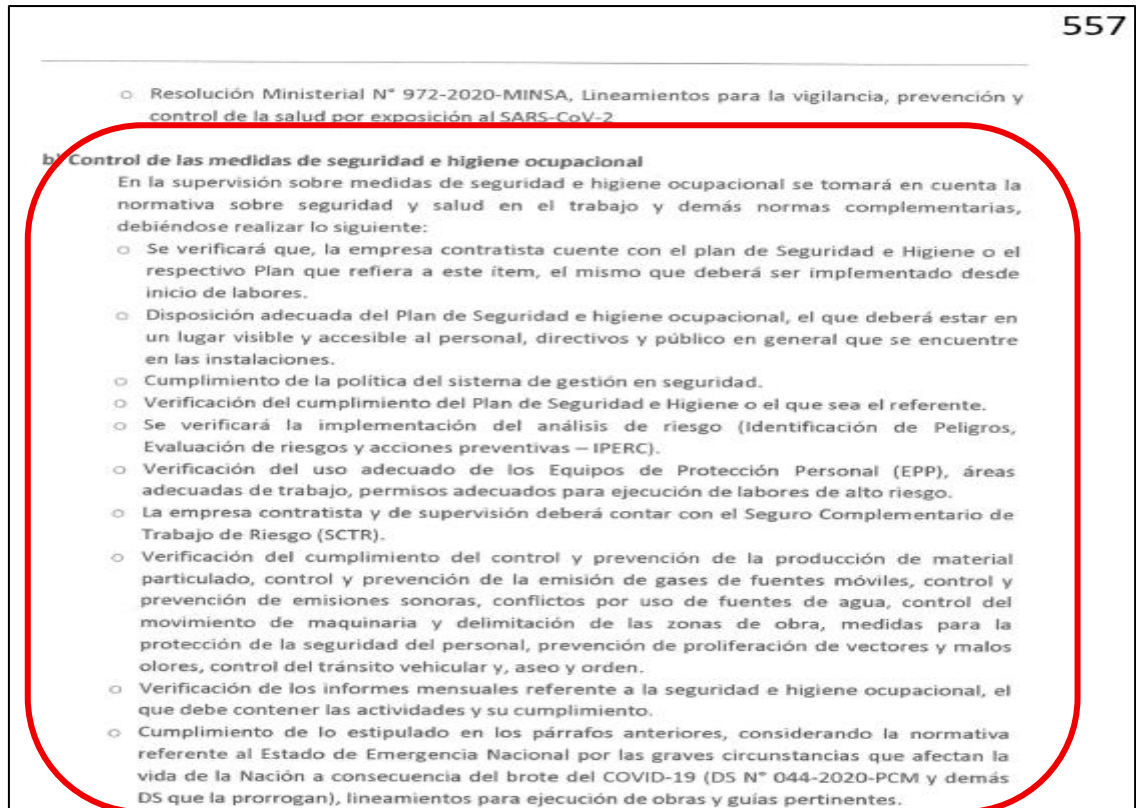 557
○ Resolución Ministerial N° 972-2020-MINSA, Lineamientos para la vigilancia, prevención y
control de la salud por exposición al SARS-CoV-2
b) Control de las medidas de seguridad e higiene ocupacional
En la supervisión sobre medidas de seguridad e higiene ocupacional se tomará en cuenta la
normativa sobre seguridad y salud en el trabajo y demás normas complementarias,
debiéndose realizar lo siguiente:
○ Se verificará que, la empresa contratista cuente con el plan de Seguridad e Higiene o el
respectivo Plan que refiera a este ítem, el mismo que deberá ser implementado desde
inicio de labores.
○ Disposición adecuada del Plan de Seguridad e higiene ocupacional, el que deberá estar en
un lugar visible y accesible al personal, directivos y público en general que se encuentre
en las instalaciones.
○ Cumplimiento de la política del sistema de gestión en seguridad.
○ Verificación del cumplimiento del Plan de Seguridad e Higiene o el que sea el referente.
○ Se verificará la implementación del análisis de riesgo (Identificación de Peligros,
Evaluación de riesgos y acciones preventivas – IPERC).
○ Verificación del uso adecuado de los Equipos de Protección Personal (EPP), áreas
adecuadas de trabajo, permisos adecuados para ejecución de labores de alto riesgo.
○ La empresa contratista y de supervisión deberá contar con el Seguro Complementario de
Trabajo de Riesgo (SCTR).
○ Verificación del cumplimiento del control y prevención de la producción de material
particulado, control y prevención de la emisión de gases de fuentes móviles, control y
prevención de emisiones sonoras, conflictos por uso de fuentes de agua, control del
movimiento de maquinaria y delimitación de las zonas de obra, medidas para la
protección de la seguridad del personal, prevención de proliferación de vectores y malos
olores, control del tránsito vehicular y, aseo y orden.
○ Verificación de los informes mensuales referente a la seguridad e higiene ocupacional, el
que debe contener las actividades y su cumplimiento.
○ Cumplimiento de lo estipulado en los párrafos anteriores, considerando la normativa
referente al Estado de Emergencia Nacional por las graves circunstancias que afectan la
vida de la Nación a consecuencia del brote del COVID-19 (DS N° 044-2020-PCM y demás
DS que la prorrogan), lineamientos para ejecución de obras y guías pertinentes.